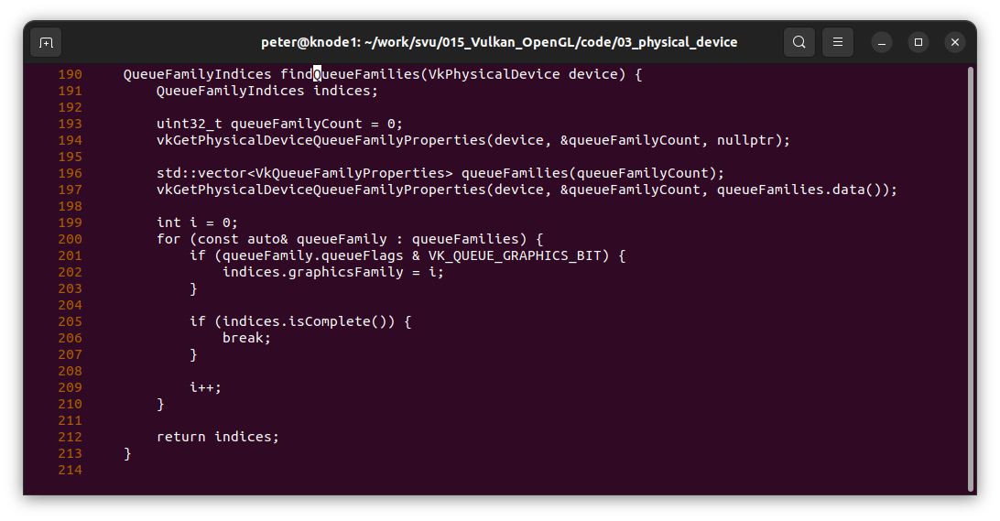 peter@knode1: ~/work/svu/015_Vulkan_OpenGL/code/03_physical_device
190     QueueFamilyIndices findQueueFamilies(VkPhysicalDevice device) {
191         QueueFamilyIndices indices;
192
193         uint32_t queueFamilyCount = 0;
194         vkGetPhysicalDeviceQueueFamilyProperties(device, &queueFamilyCount, nullptr);
195
196         std::vector<VkQueueFamilyProperties> queueFamilies(queueFamilyCount);
197         vkGetPhysicalDeviceQueueFamilyProperties(device, &queueFamilyCount, queueFamilies.data());
198
199         int i = 0;
200         for (const auto& queueFamily : queueFamilies) {
201             if (queueFamily.queueFlags & VK_QUEUE_GRAPHICS_BIT) {
202                 indices.graphicsFamily = i;
203             }
204
205             if (indices.isComplete()) {
206                 break;
207             }
208
209             i++;
210         }
211
212         return indices;
213     }
214